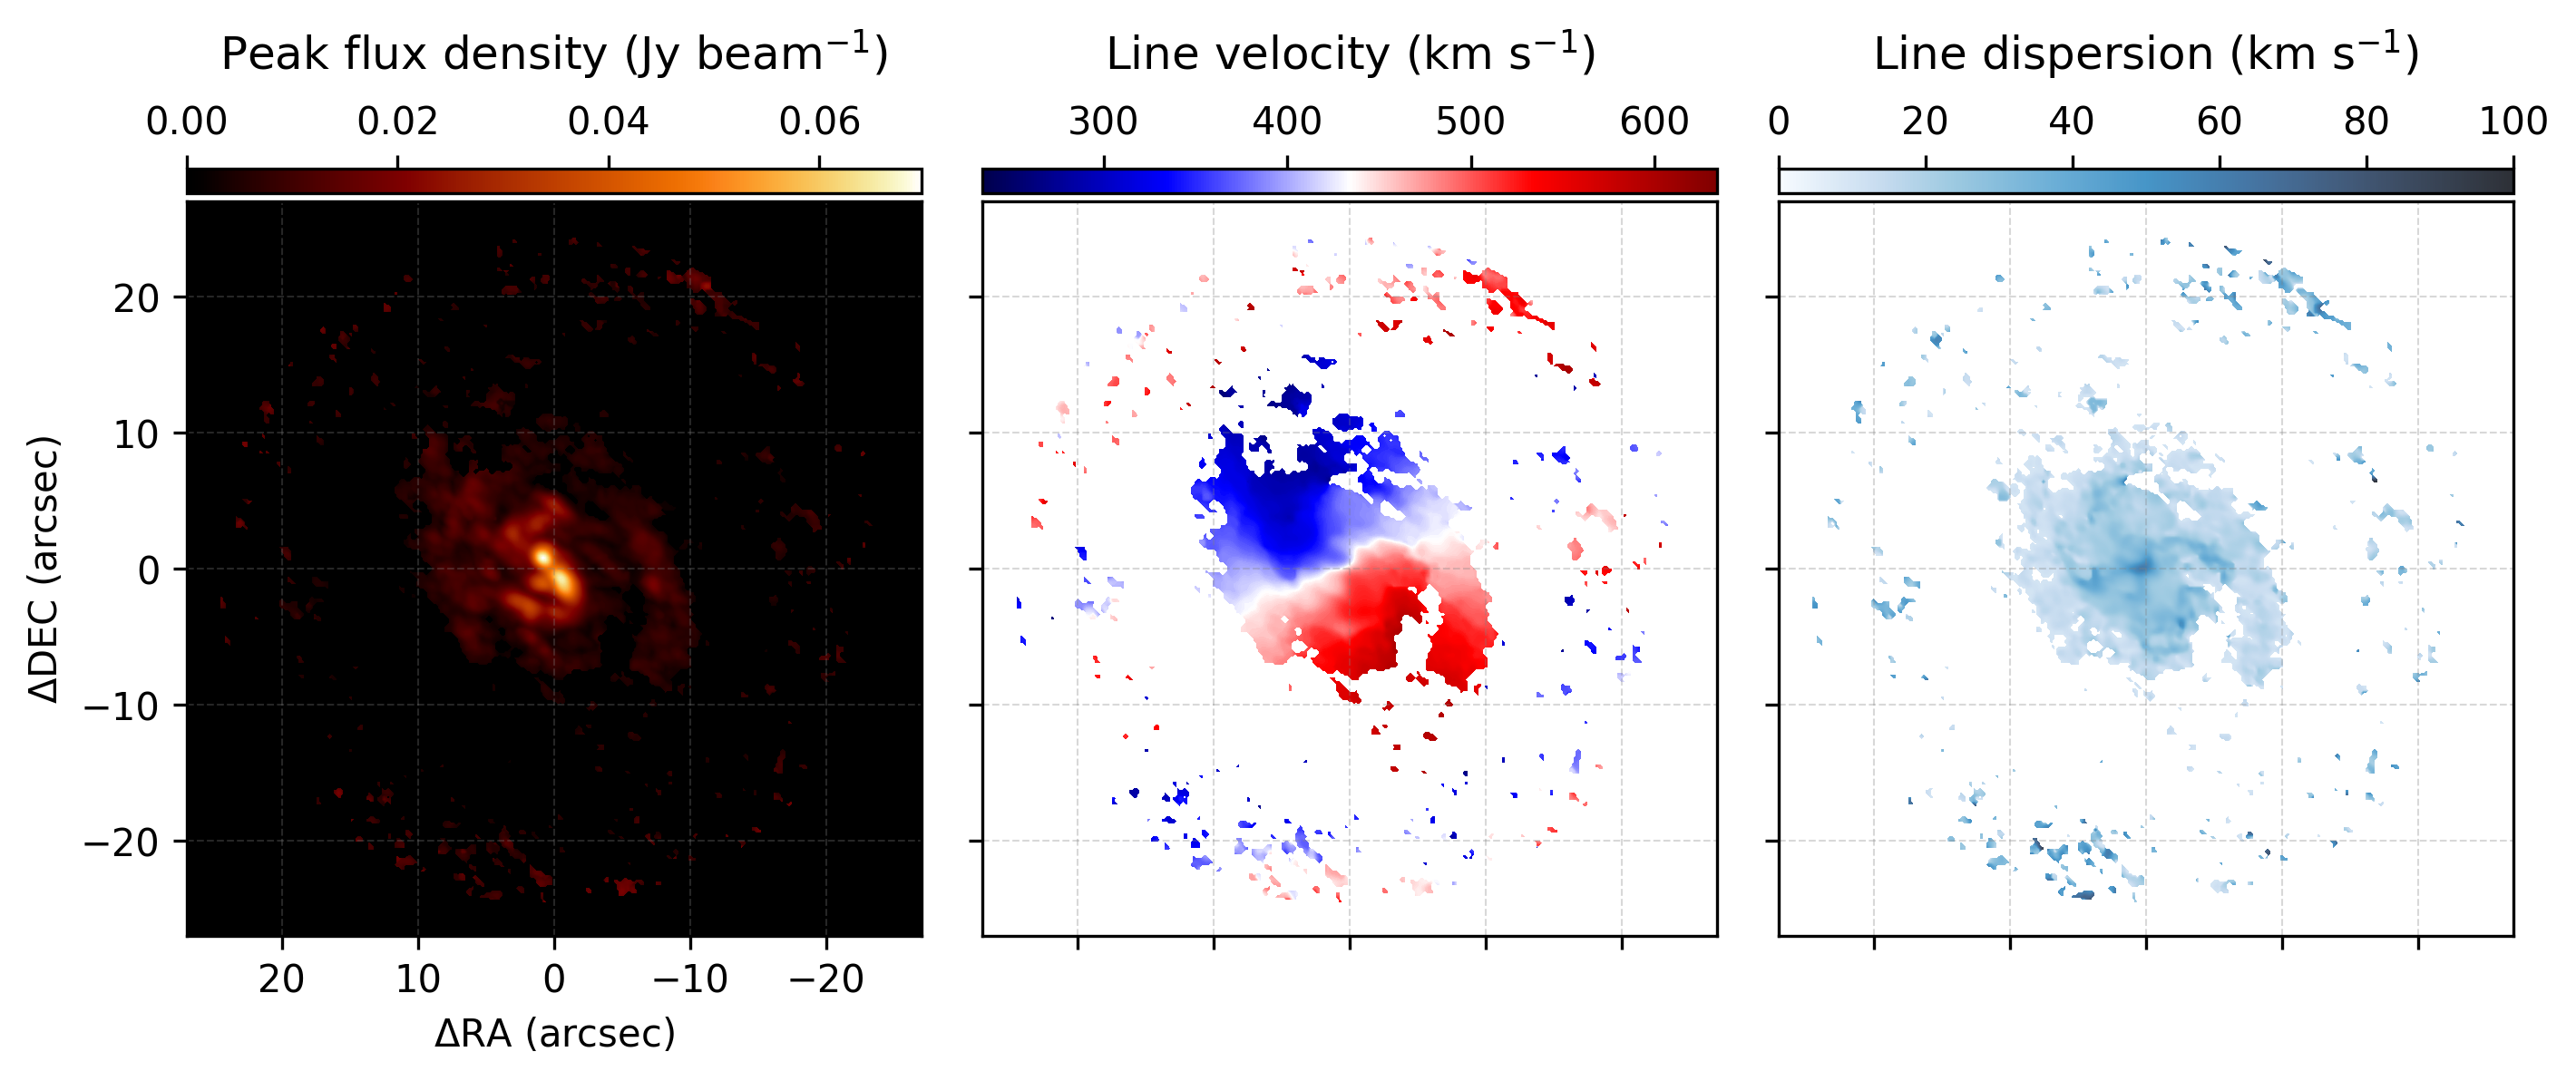 Peak flux density (Jy beam⁻¹) Line velocity (km s⁻¹) Line dispersion (km s⁻¹)
0.00 0.02 0.04 0.06 300 400 500 600 0 20 40 60 80 100
20
10
0
−10
−20
ΔDEC (arcsec)
20 10 0 −10 −20
ΔRA (arcsec)